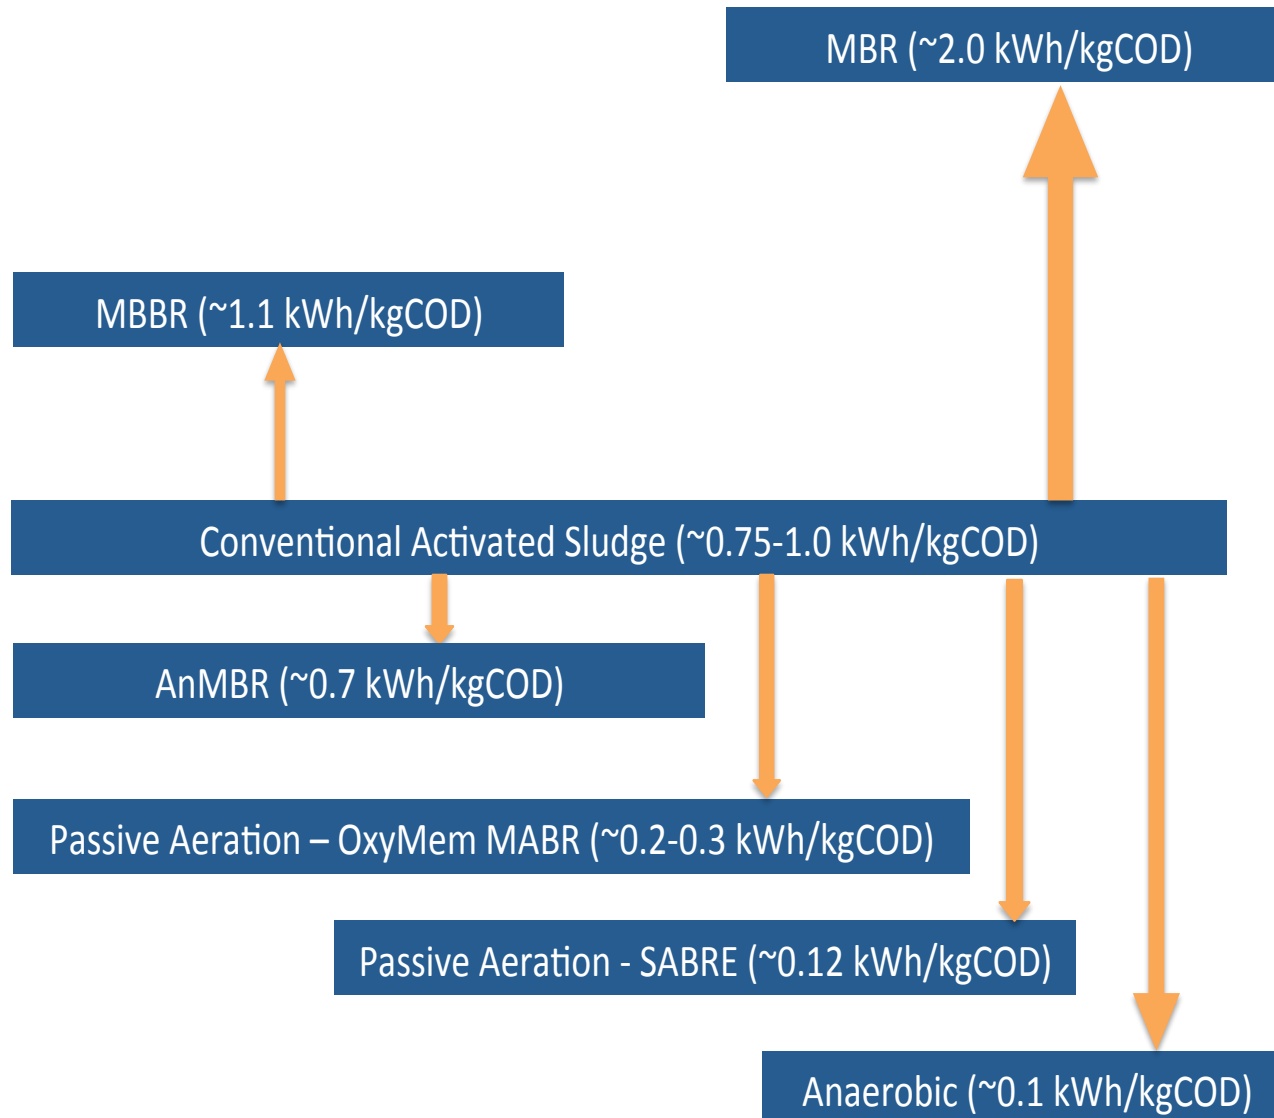 MBR (~2.0 kWh/kgCOD)
MBBR (~1.1 kWh/kgCOD)
Conventional Activated Sludge (~0.75-1.0 kWh/kgCOD)
AnMBR (~0.7 kWh/kgCOD)
Passive Aeration – OxyMem MABR (~0.2-0.3 kWh/kgCOD)
Passive Aeration - SABRE (~0.12 kWh/kgCOD)
Anaerobic (~0.1 kWh/kgCOD)